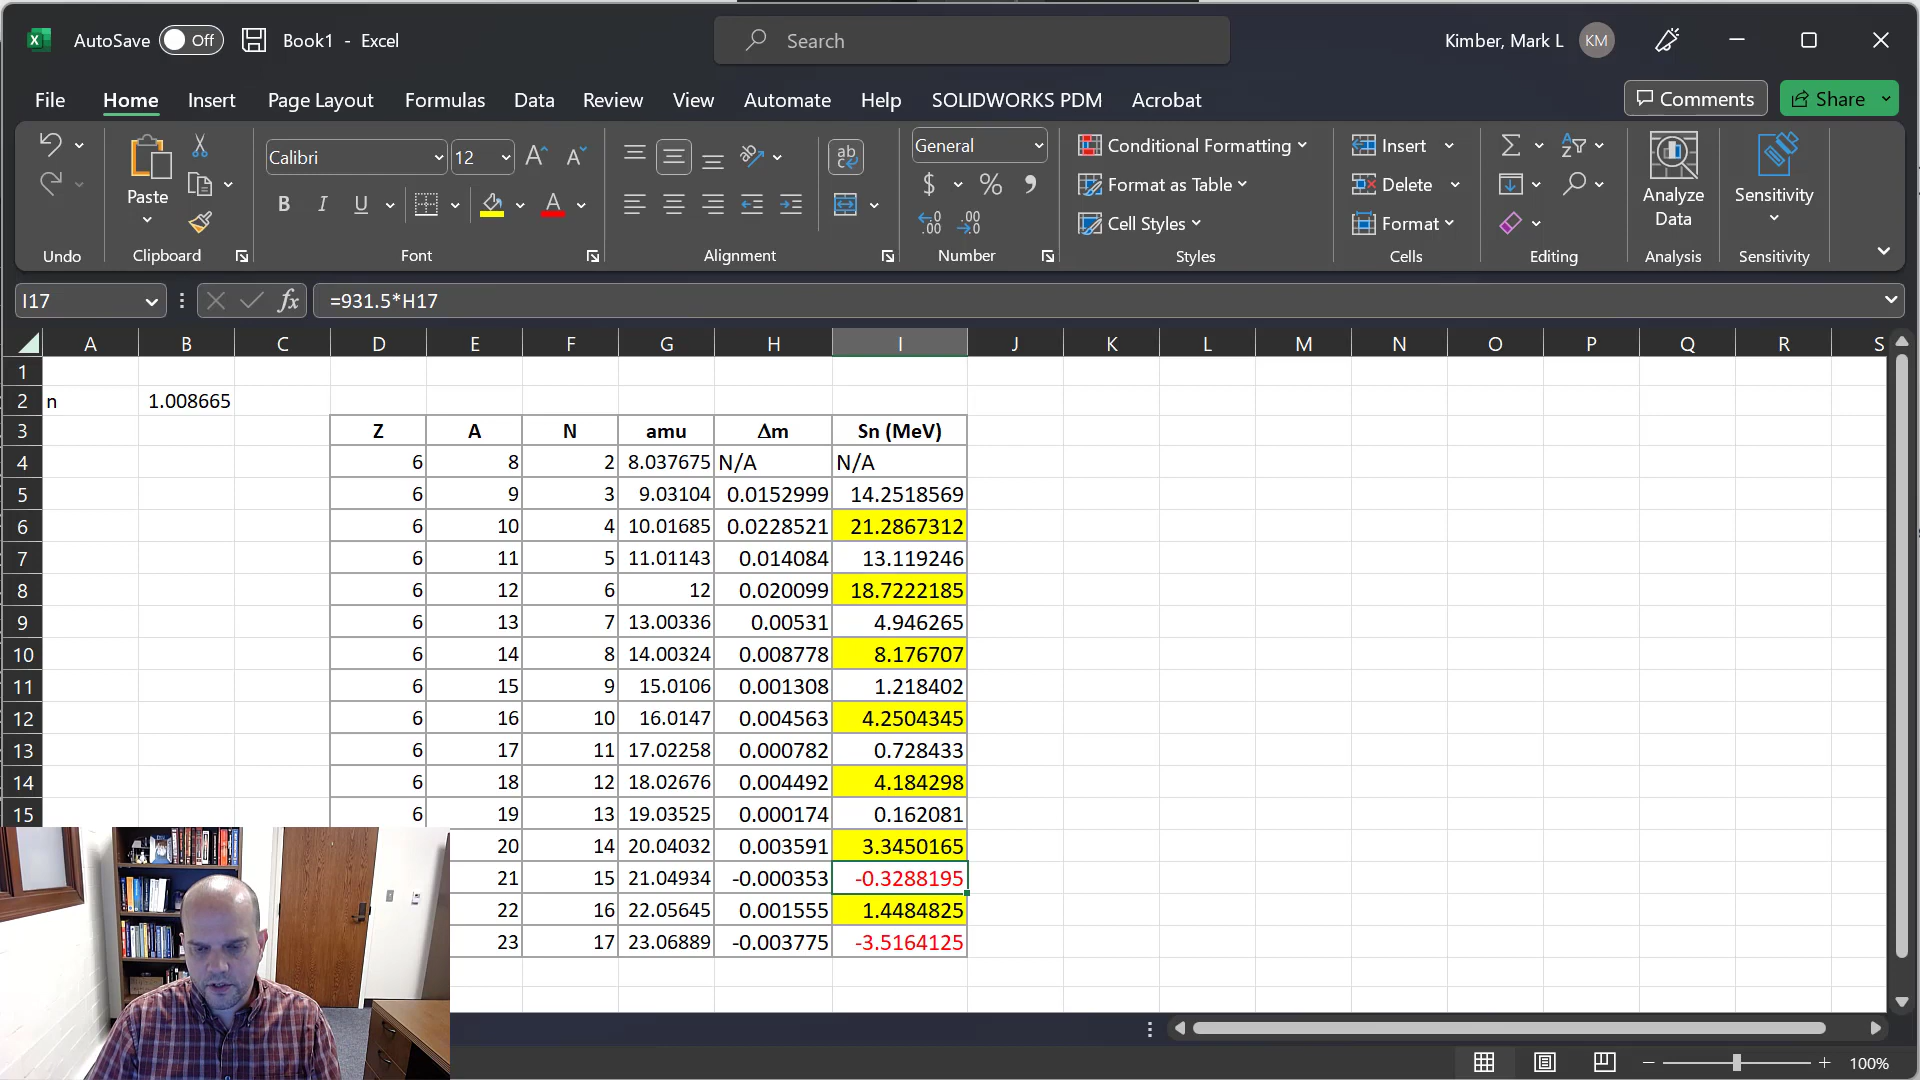 AutoSave Off Book1 - Excel Search Kimber, Mark L KM
File Home Insert Page Layout Formulas Data Review View Automate Help SOLIDWORKS PDM Acrobat Comments Share
Paste Calibri 12 General Conditional Formatting Insert
Format as Table Delete Analyze Data Sensitivity
Cell Styles Format
Undo Clipboard Font Alignment Number Styles Cells Editing Analysis Sensitivity
I17 fx =931.5*H17
A B C D E F G H I J K L M N O P Q R S
1
2 n 1.008665
3 Z A N amu Δm Sn (MeV)
4 6 8 2 8.037675 N/A N/A
5 6 9 3 9.03104 0.0152999 14.2518569
6 6 10 4 10.01685 0.0228521 21.2867312
7 6 11 5 11.01143 0.014084 13.119246
8 6 12 6 12 0.020099 18.7222185
9 6 13 7 13.00336 0.00531 4.946265
10 6 14 8 14.00324 0.008778 8.176707
11 6 15 9 15.0106 0.001308 1.218402
12 6 16 10 16.0147 0.004563 4.2504345
13 6 17 11 17.02258 0.000782 0.728433
14 6 18 12 18.02676 0.004492 4.184298
15 6 19 13 19.03525 0.000174 0.162081
20 14 20.04032 0.003591 3.3450165
21 15 21.04934 -0.000353 -0.3288195
22 16 22.05645 0.001555 1.4484825
23 17 23.06889 -0.003775 -3.5164125
100%